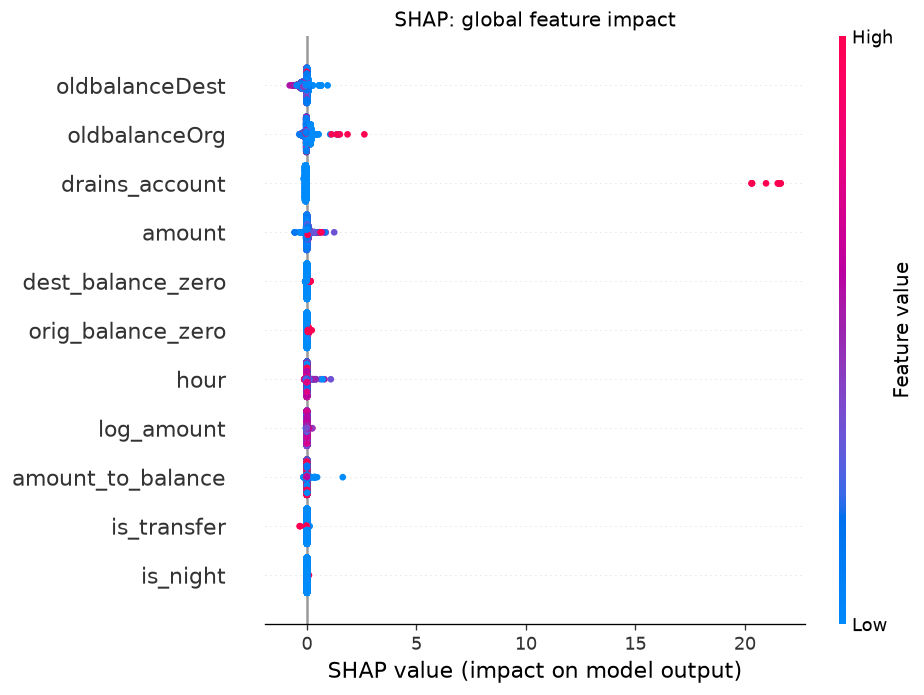 SHAP: global feature impact
High
oldbalanceDest
oldbalanceOrg
drains_account
amount
dest_balance_zero
orig_balance_zero
hour
log_amount
amount_to_balance
is_transfer
is_night
Feature value
Low
0 5 10 15 20
SHAP value (impact on model output)